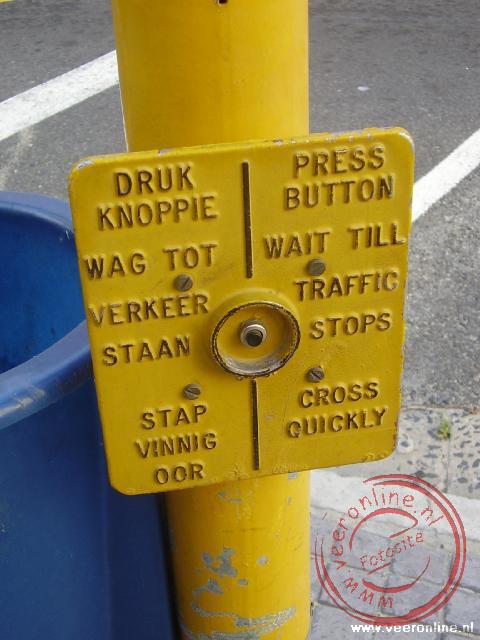 DRUK
KNOPPIE
WAG TOT
VERKEER
STAAN
STAP
VINNIG
OOR
PRESS
BUTTON
WAIT TILL
TRAFFIC
STOPS
CROSS
QUICKLY
veeronline.nl
Fotosite
www.
www.veeronline.nl